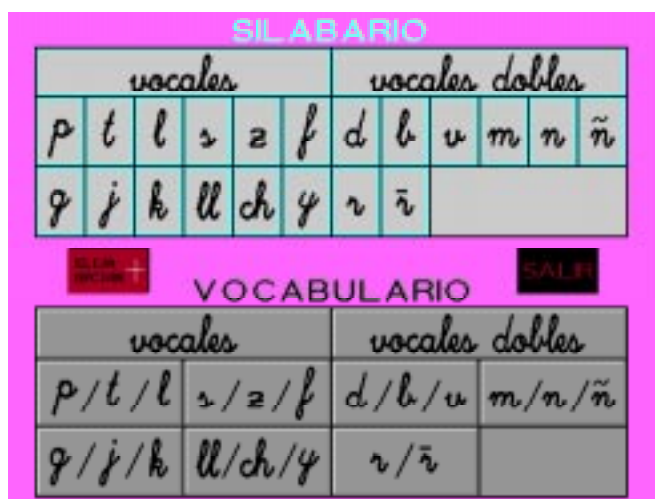 SILABARIO
vocales vocales dobles
p t l s z f d b v m n ñ
g j k ll ch y r r̄
SALIR
VOCABULARIO
vocales vocales dobles
p/t/l s/z/f d/b/v m/n/ñ
g/j/k ll/ch/y r/r̄